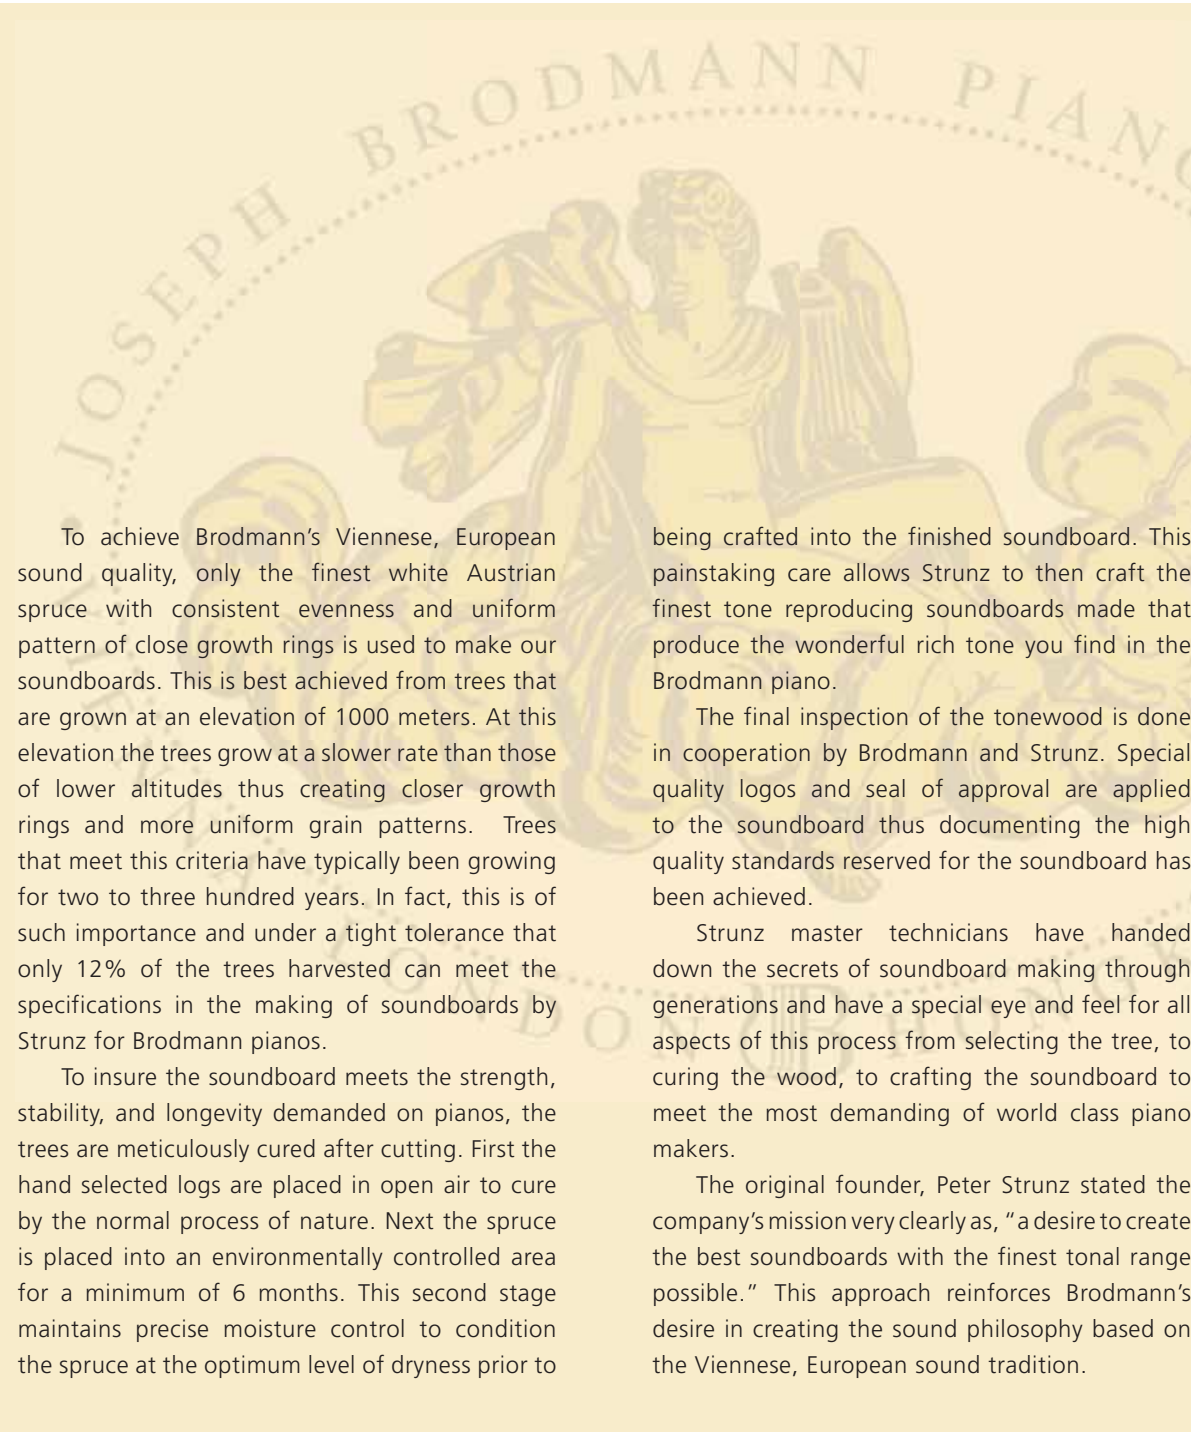 JOSEPH BRODMANN PIANO
VIENNA
LONDON
B
HONGK
To achieve Brodmann’s Viennese, European
sound quality, only the finest white Austrian
spruce with consistent evenness and uniform
pattern of close growth rings is used to make our
soundboards. This is best achieved from trees that
are grown at an elevation of 1000 meters. At this
elevation the trees grow at a slower rate than those
of lower altitudes thus creating closer growth
rings and more uniform grain patterns.  Trees
that meet this criteria have typically been growing
for two to three hundred years. In fact, this is of
such importance and under a tight tolerance that
only 12% of the trees harvested can meet the
specifications in the making of soundboards by
Strunz for Brodmann pianos.
To insure the soundboard meets the strength,
stability, and longevity demanded on pianos, the
trees are meticulously cured after cutting. First the
hand selected logs are placed in open air to cure
by the normal process of nature. Next the spruce
is placed into an environmentally controlled area
for a minimum of 6 months. This second stage
maintains precise moisture control to condition
the spruce at the optimum level of dryness prior to
being crafted into the finished soundboard. This
painstaking care allows Strunz to then craft the
finest tone reproducing soundboards made that
produce the wonderful rich tone you find in the
Brodmann piano.
The final inspection of the tonewood is done
in cooperation by Brodmann and Strunz. Special
quality logos and seal of approval are applied
to the soundboard thus documenting the high
quality standards reserved for the soundboard has
been achieved.
Strunz master technicians have handed
down the secrets of soundboard making through
generations and have a special eye and feel for all
aspects of this process from selecting the tree, to
curing the wood, to crafting the soundboard to
meet the most demanding of world class piano
makers.
The original founder, Peter Strunz stated the
company’s mission very clearly as, “a desire to create
the best soundboards with the finest tonal range
possible.” This approach reinforces Brodmann’s
desire in creating the sound philosophy based on
the Viennese, European sound tradition.